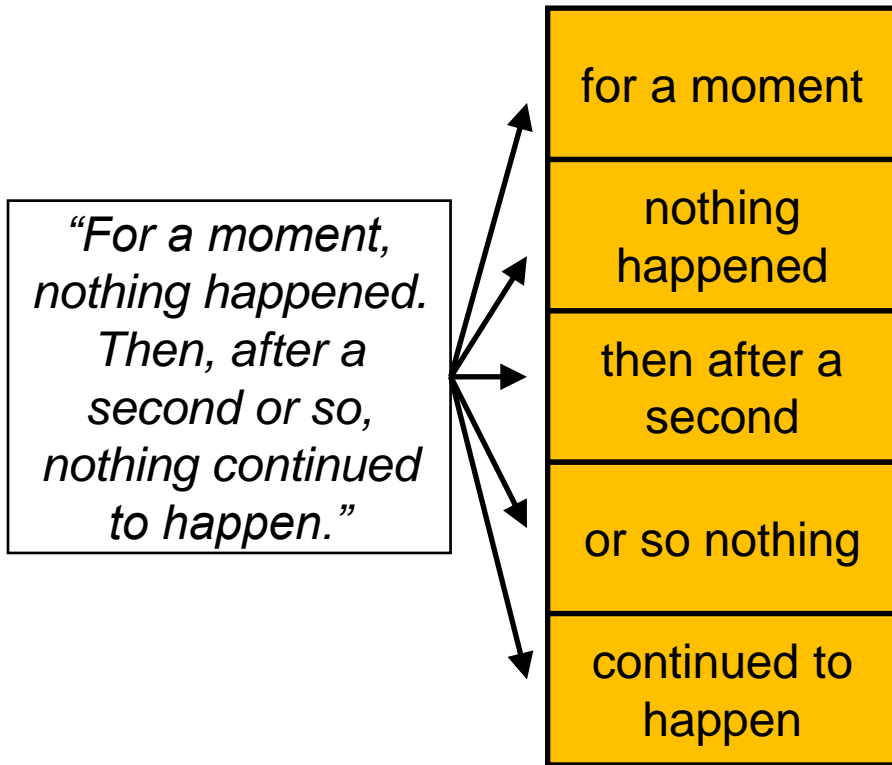 “For a moment,
nothing happened.
Then, after a
second or so,
nothing continued
to happen.”
for a moment
nothing
happened
then after a
second
or so nothing
continued to
happen